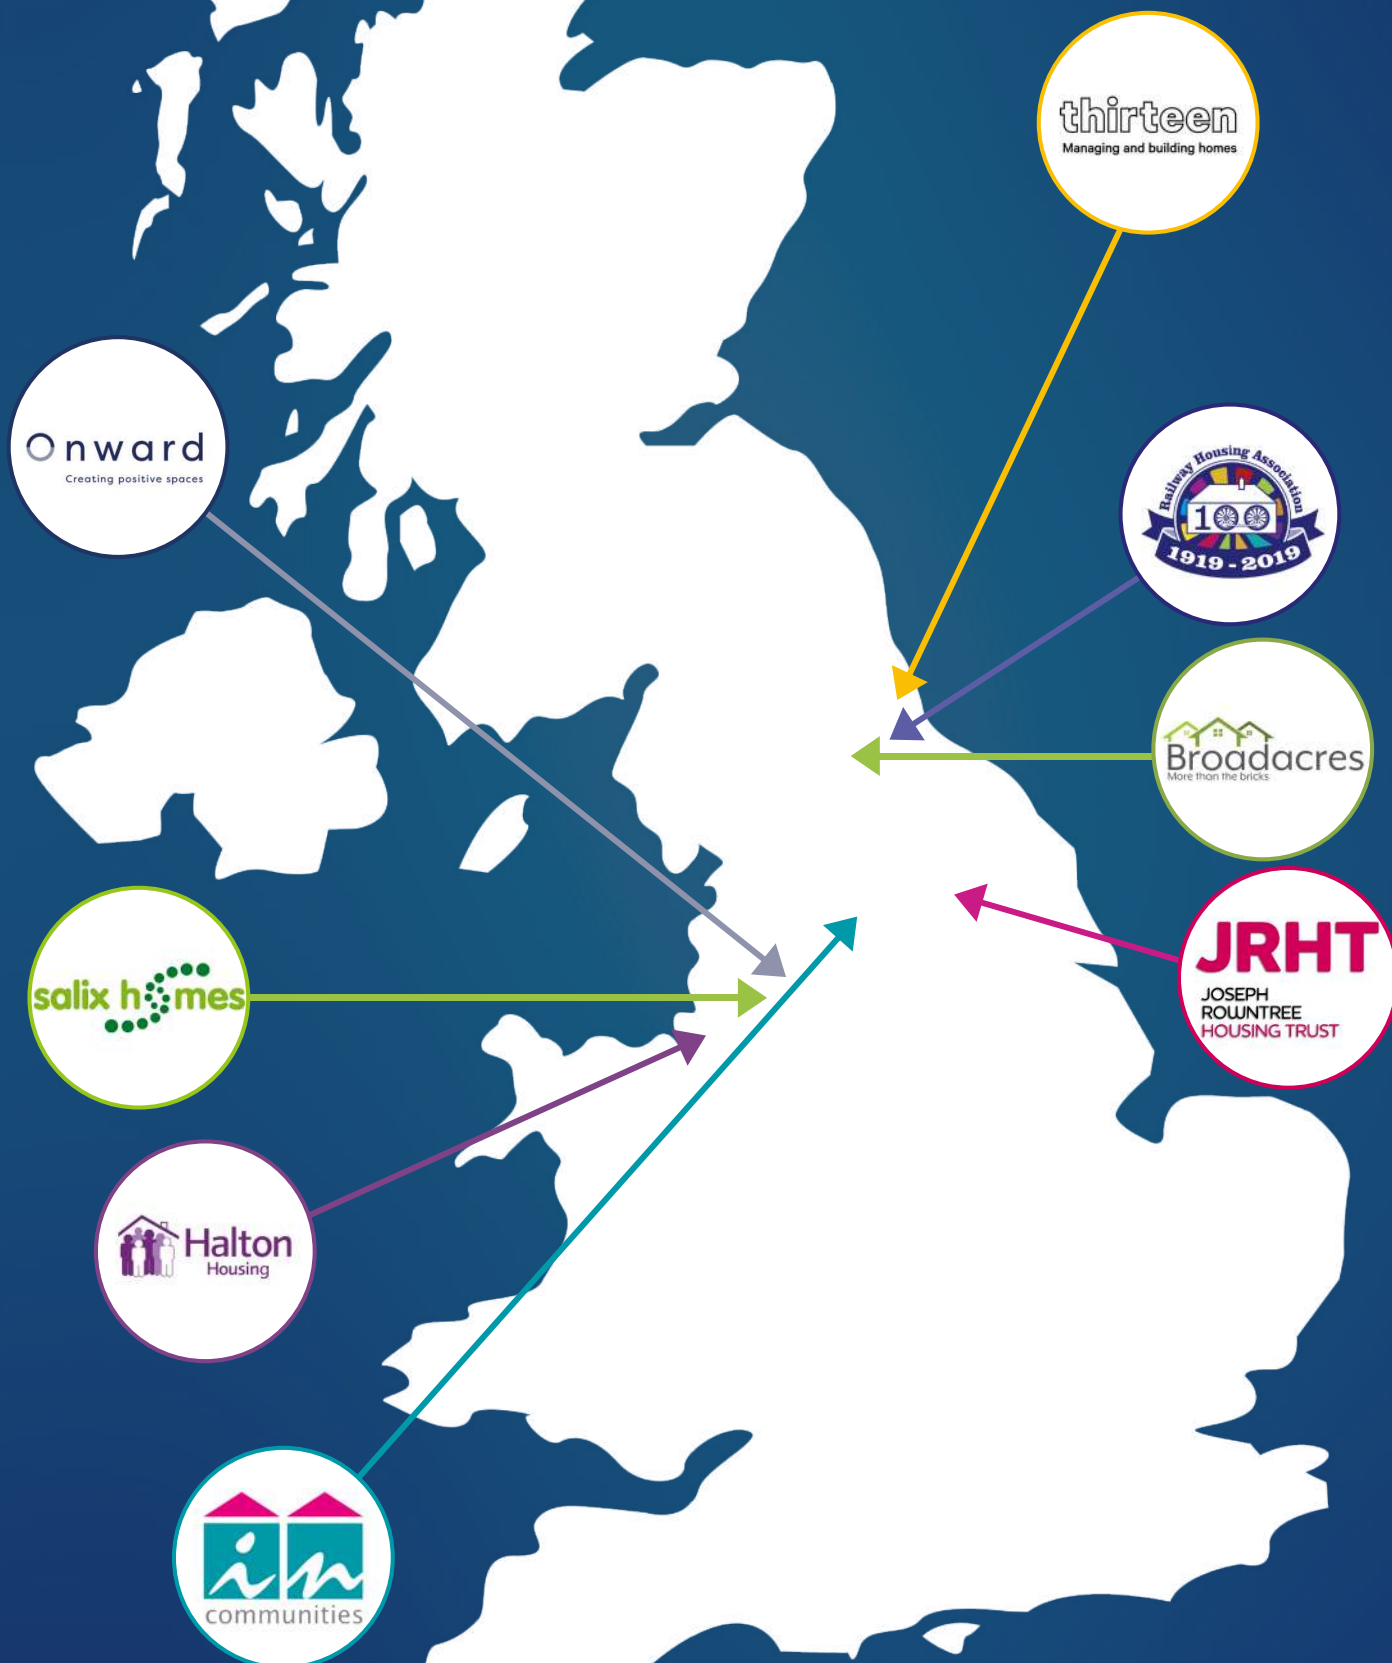 thirteen
Managing and building homes
Onward
Creating positive spaces
Railway Housing Association
100
1919 - 2019
Broadacres
More than the bricks
salix homes
JRHT
JOSEPH
ROWNTREE
HOUSING TRUST
Halton
Housing
in
communities